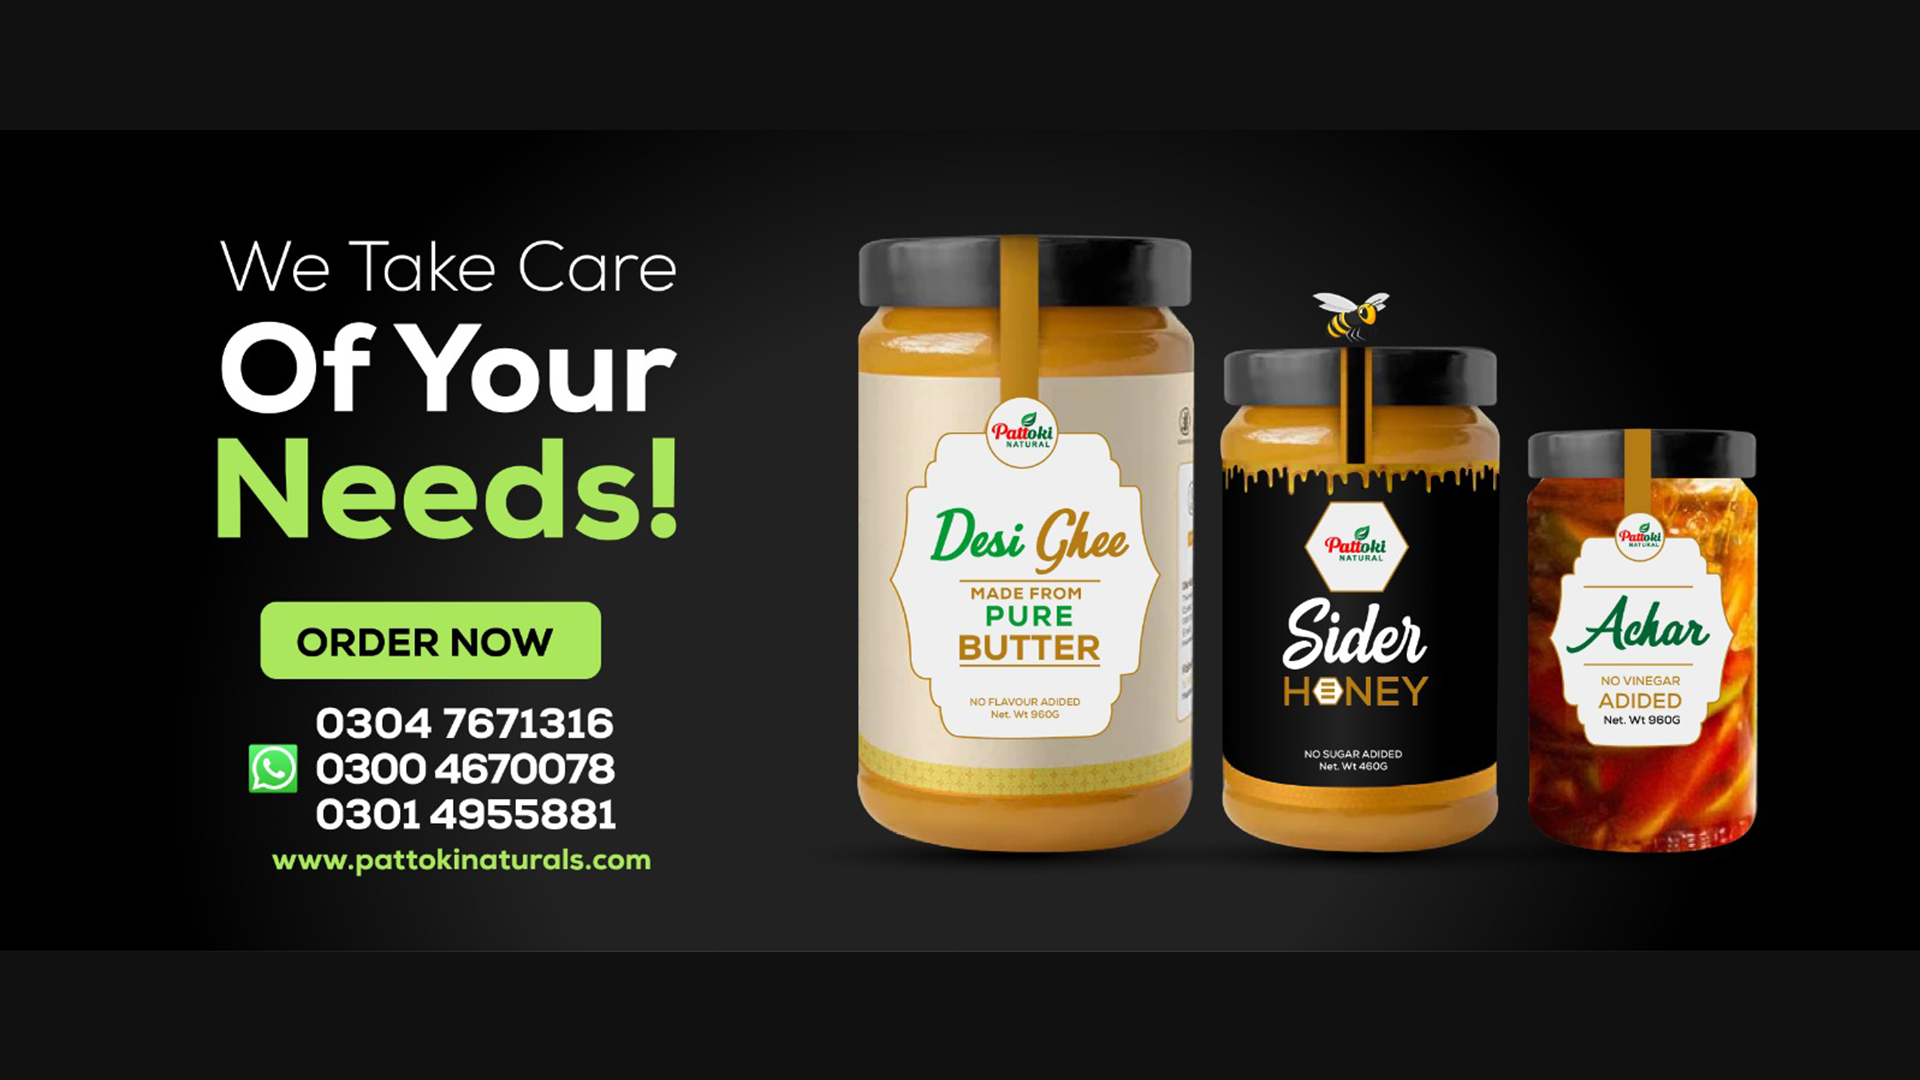 We Take Care
Of Your
Needs!
ORDER NOW
0304 7671316
0300 4670078
0301 4955881
www.pattokinaturals.com
Pattoki
NATURAL
Desi Ghee
MADE FROM
PURE
BUTTER
NO FLAVOUR ADIDED
Net. Wt 960G
Pattoki
NATURAL
Sider
HONEY
NO SUGAR ADIDED
Net. Wt 460G
Pattoki
NATURAL
Achar
NO VINEGAR
ADIDED
Net. Wt 960G